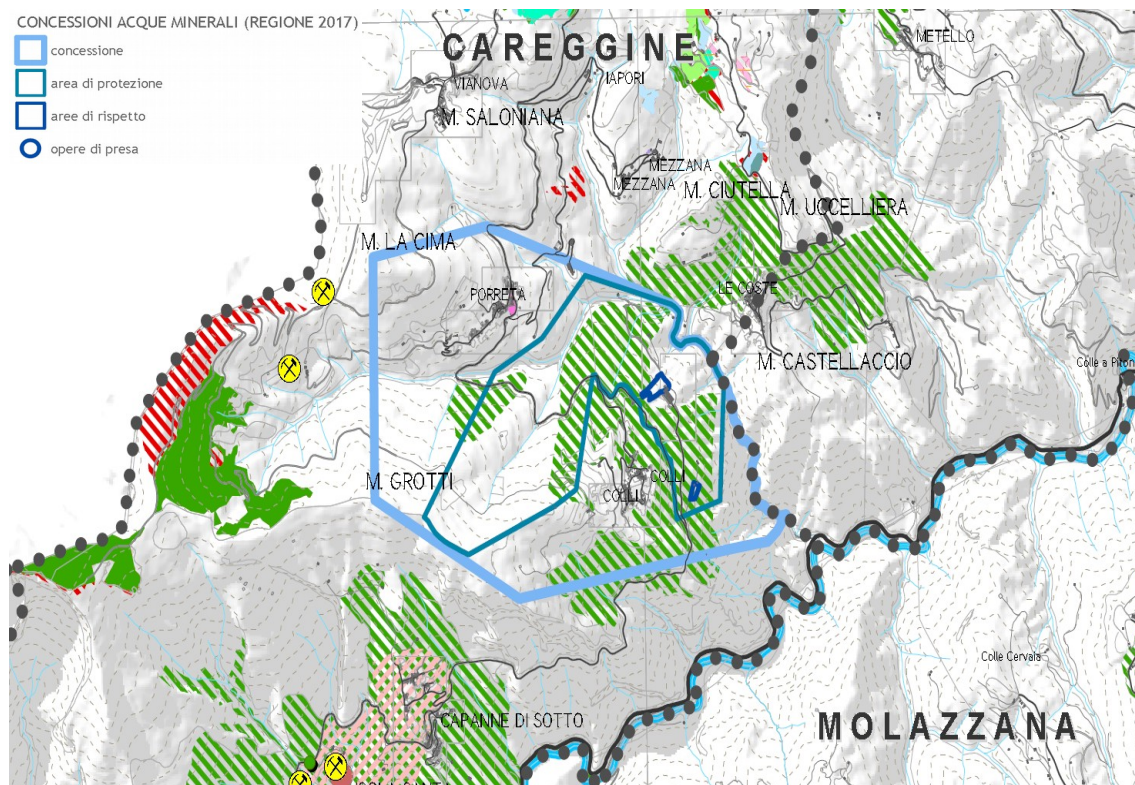 CONCESSIONI ACQUE MINERALI (REGIONE 2017)
concessione
area di protezione
aree di rispetto
opere di presa
CAREGGINE
METELLO
VIANOVA
IAPORI
M. SALONIANA
MEZZANA
MEZZANA
M. CIUTELLA
M. UCCELLIERA
M. LA CIMA
PORRETA
LE COSTE
M. CASTELLACCIO
Colle a Piton
M. GROTTI
COLLI
COLLI
Colle Cervaia
CAPANNE DI SOTTO
MOLAZZANA